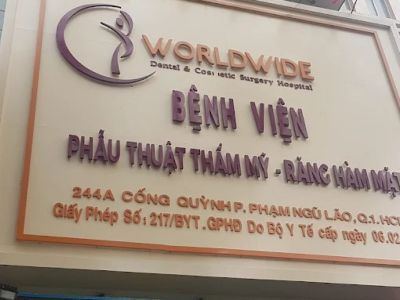 WORLDWIDE
Dental & Cosmetic Surgery Hospital
BỆNH VIỆN
PHẪU THUẬT THẨM MỸ - RĂNG HÀM MẶT
244A CỐNG QUỲNH P. PHẠM NGŨ LÃO, Q.1. HC
Giấy Phép Số: 217/BYT.GPHĐ Do Bộ Y Tế cấp ngày 06.02